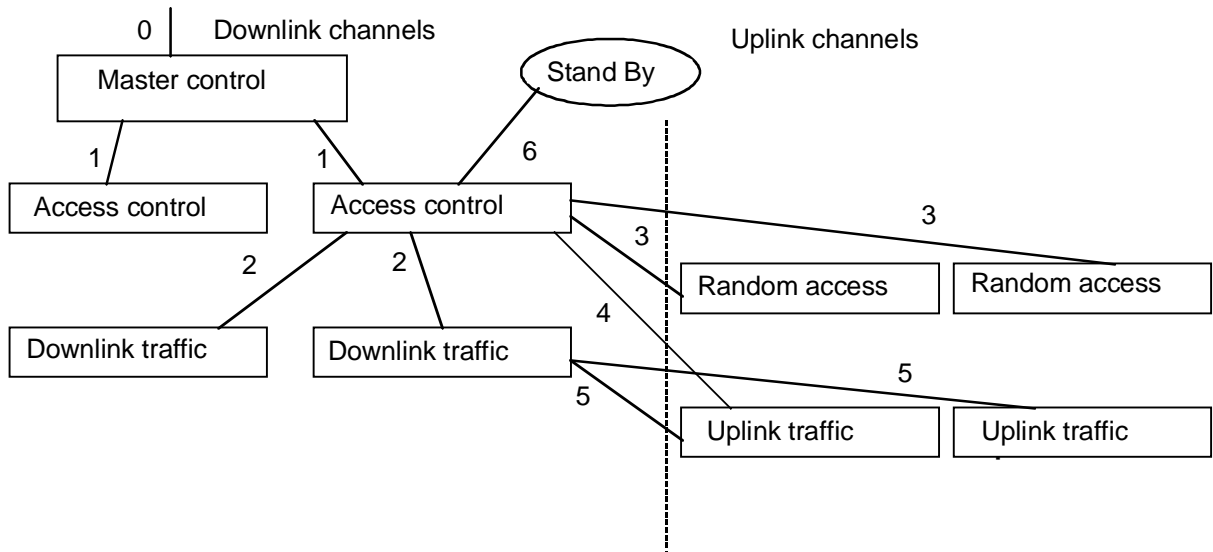 0 Downlink channels
Uplink channels
Master control
Stand By
1
1
6
Access control
Access control
3
3
2
2
Random access
Random access
4
Downlink traffic
Downlink traffic
5
5
Uplink traffic
Uplink traffic